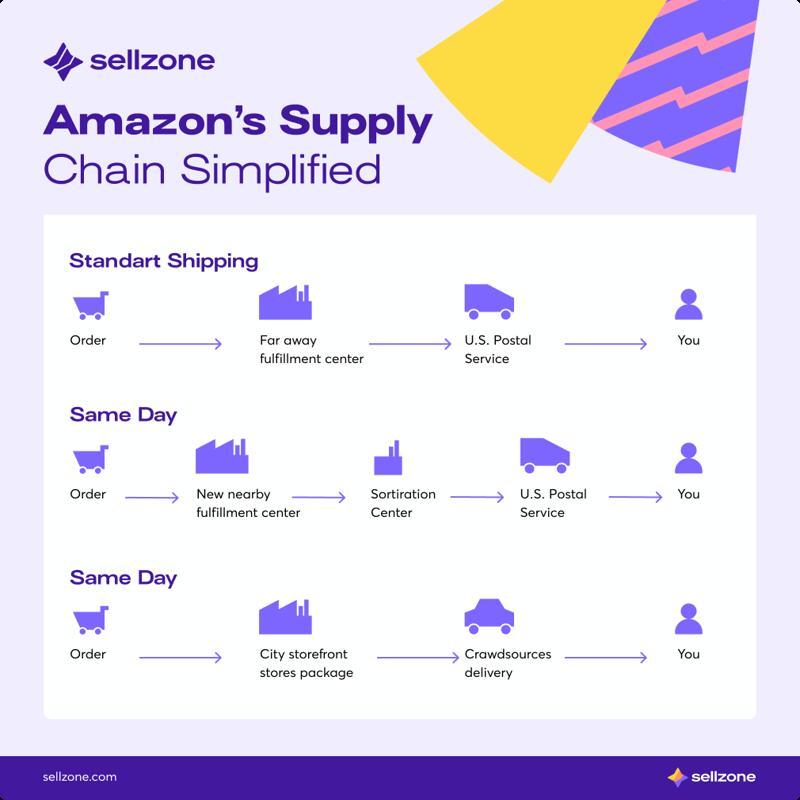 sellzone
Amazon's Supply
Chain Simplified
Standart Shipping
Order
Far away
fulfillment center
U.S. Postal
Service
You
Same Day
Order
New nearby
fulfillment center
Sortiration
Center
U.S. Postal
Service
You
Same Day
Order
City storefront
stores package
Crawdsources
delivery
You
sellzone.com
sellzone